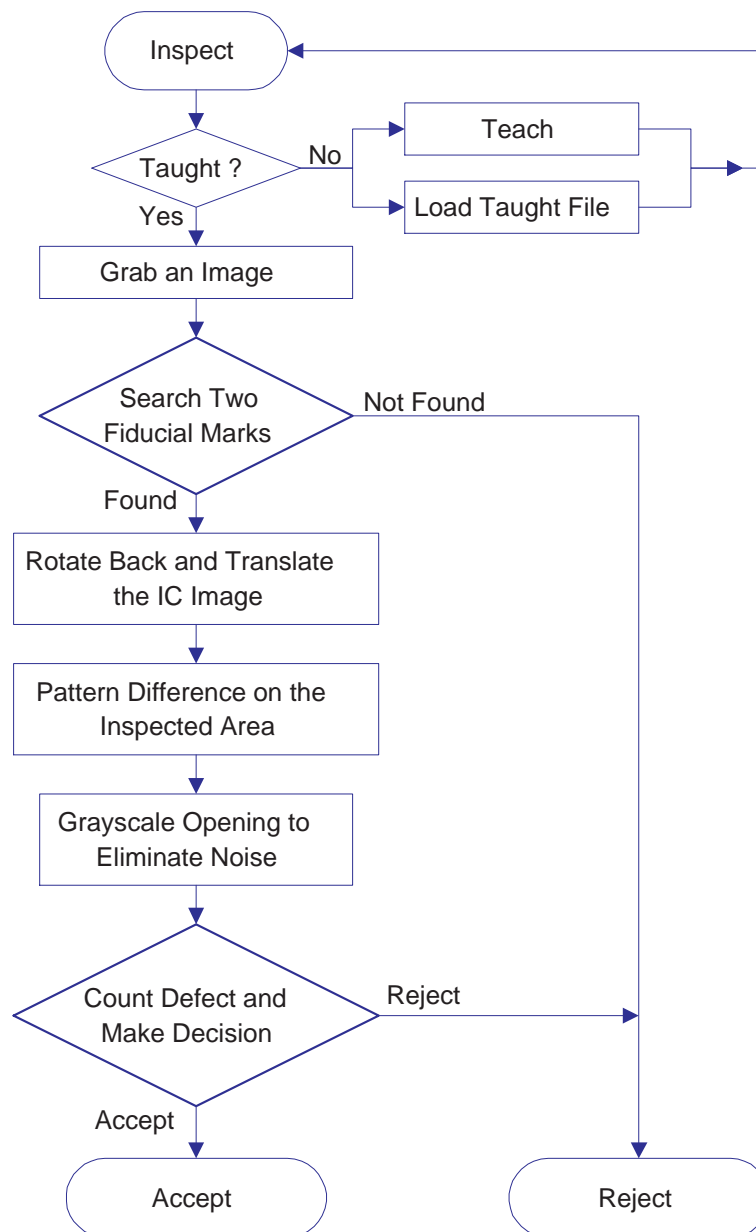 Inspect
Taught ?
No
Teach
Load Taught File
Yes
Grab an Image
Search Two
Fiducial Marks
Not Found
Found
Rotate Back and Translate
the IC Image
Pattern Difference on the
Inspected Area
Grayscale Opening to
Eliminate Noise
Count Defect and
Make Decision
Reject
Accept
Accept
Reject